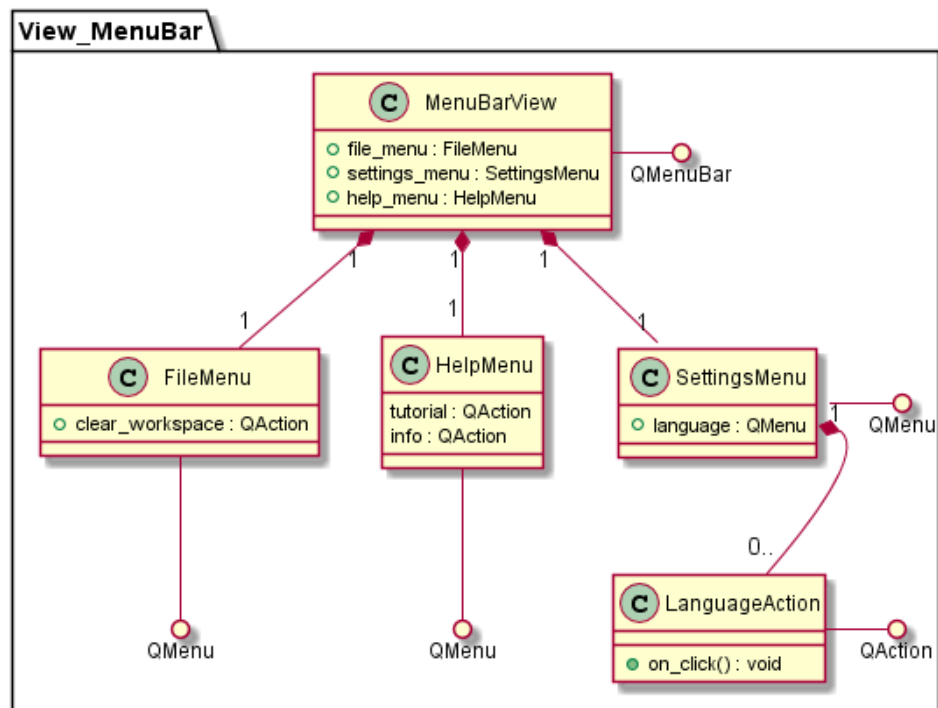 View_MenuBar
C MenuBarView
file_menu : FileMenu
settings_menu : SettingsMenu
help_menu : HelpMenu
QMenuBar
1 1 1
1 1 1
C FileMenu
clear_workspace : QAction
C HelpMenu
tutorial : QAction
info : QAction
C SettingsMenu
language : QMenu
1
QMenu
0..
QMenu
QMenu
C LanguageAction
on_click() : void
QAction